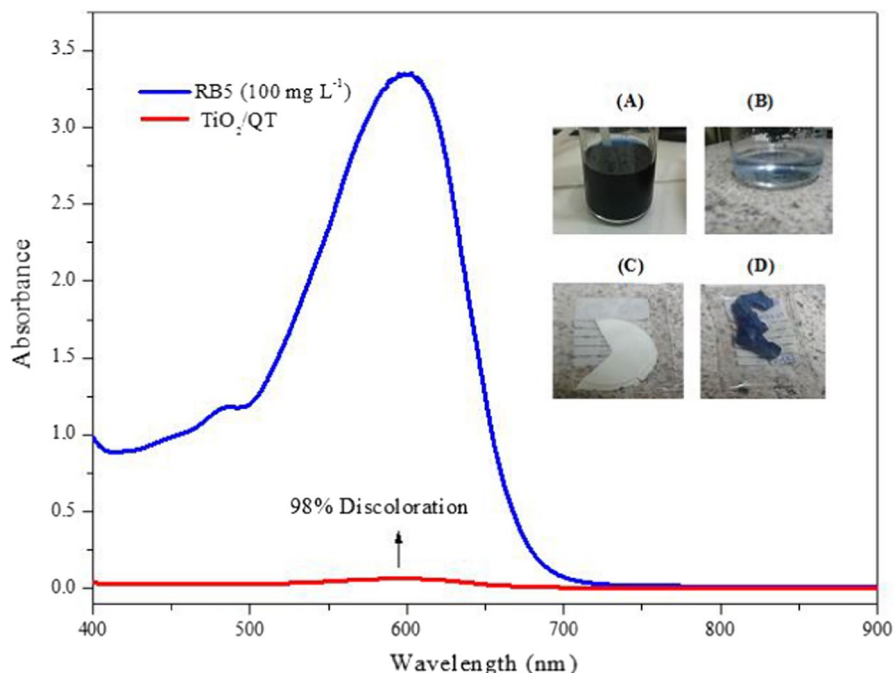 3.5
3.0
2.5
2.0
1.5
1.0
0.5
0.0
Absorbance
RB5 (100 mg L⁻¹)
TiO₂/QT
(A)
(B)
(C)
(D)
98% Discoloration
400
500
600
700
800
900
Wavelength (nm)